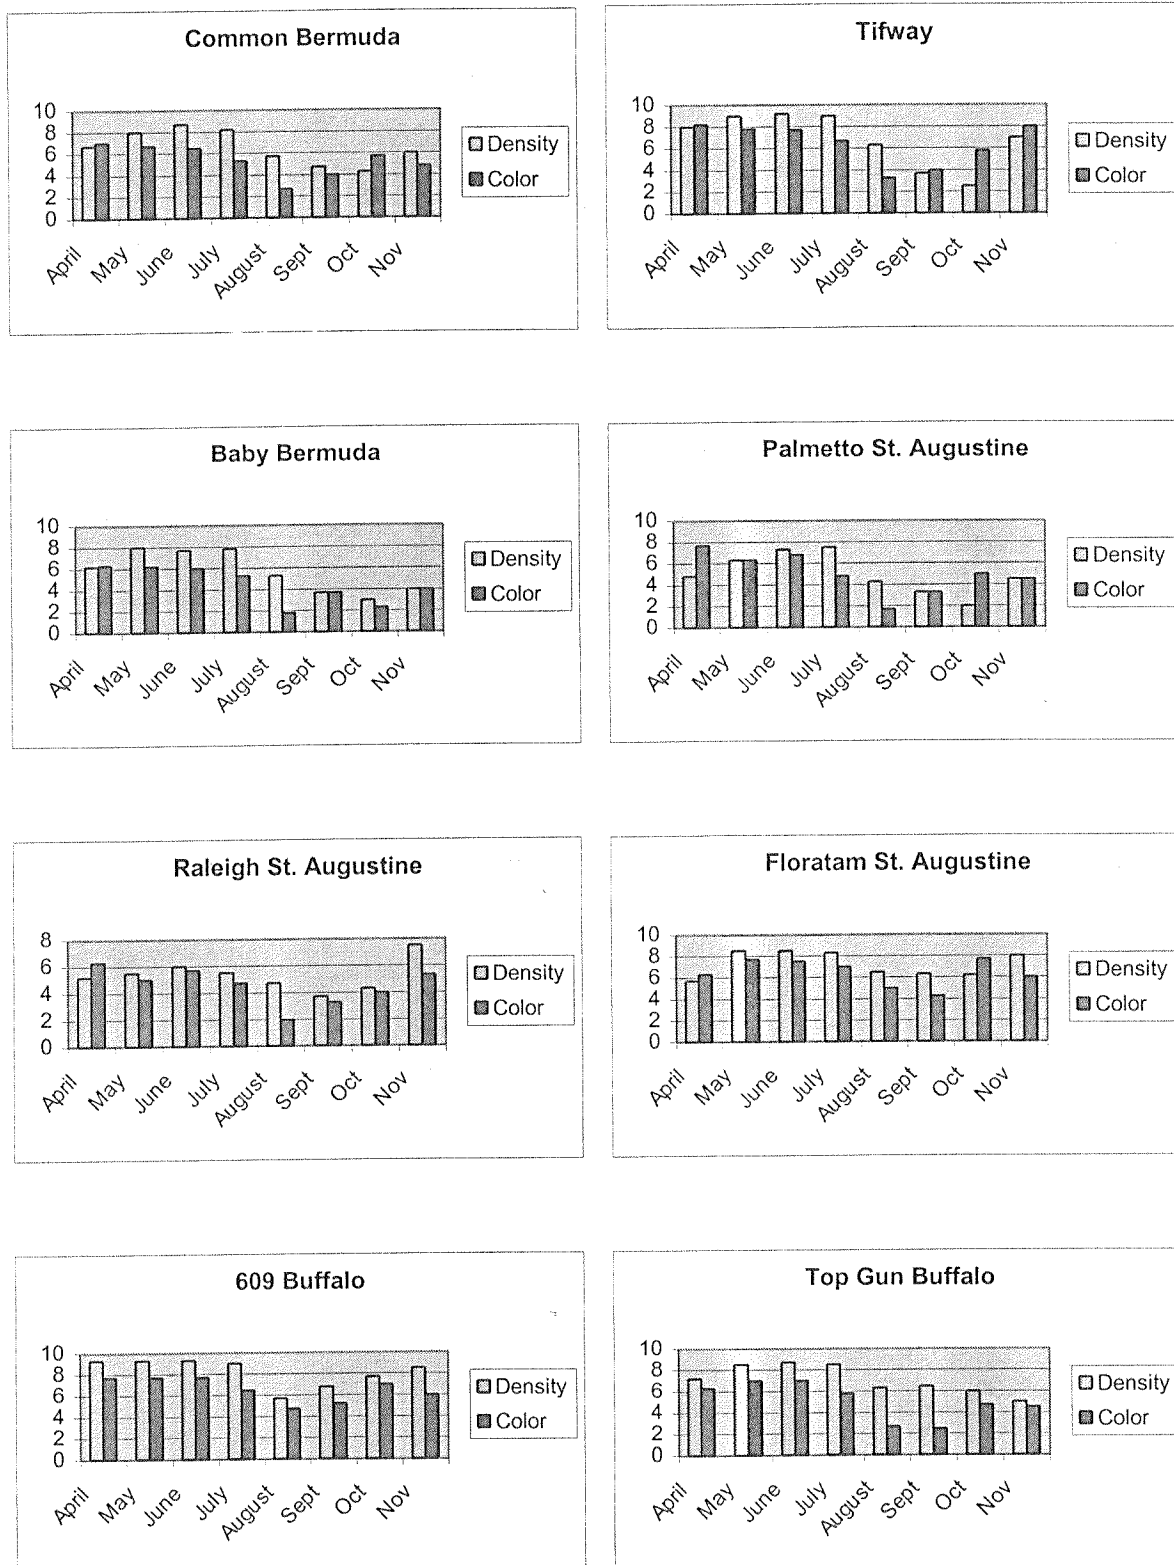 Common Bermuda
10
8
6
4
2
0
April
May
June
July
August
Sept
Oct
Nov
Density
Color
Tifway
10
8
6
4
2
0
April
May
June
July
August
Sept
Oct
Nov
Density
Color
Baby Bermuda
10
8
6
4
2
0
April
May
June
July
August
Sept
Oct
Nov
Density
Color
Palmetto St. Augustine
10
8
6
4
2
0
April
May
June
July
August
Sept
Oct
Nov
Density
Color
Raleigh St. Augustine
8
6
4
2
0
April
May
June
July
August
Sept
Oct
Nov
Density
Color
Floratam St. Augustine
10
8
6
4
2
0
April
May
June
July
August
Sept
Oct
Nov
Density
Color
609 Buffalo
10
8
6
4
2
0
April
May
June
July
August
Sept
Oct
Nov
Density
Color
Top Gun Buffalo
10
8
6
4
2
0
April
May
June
July
August
Sept
Oct
Nov
Density
Color